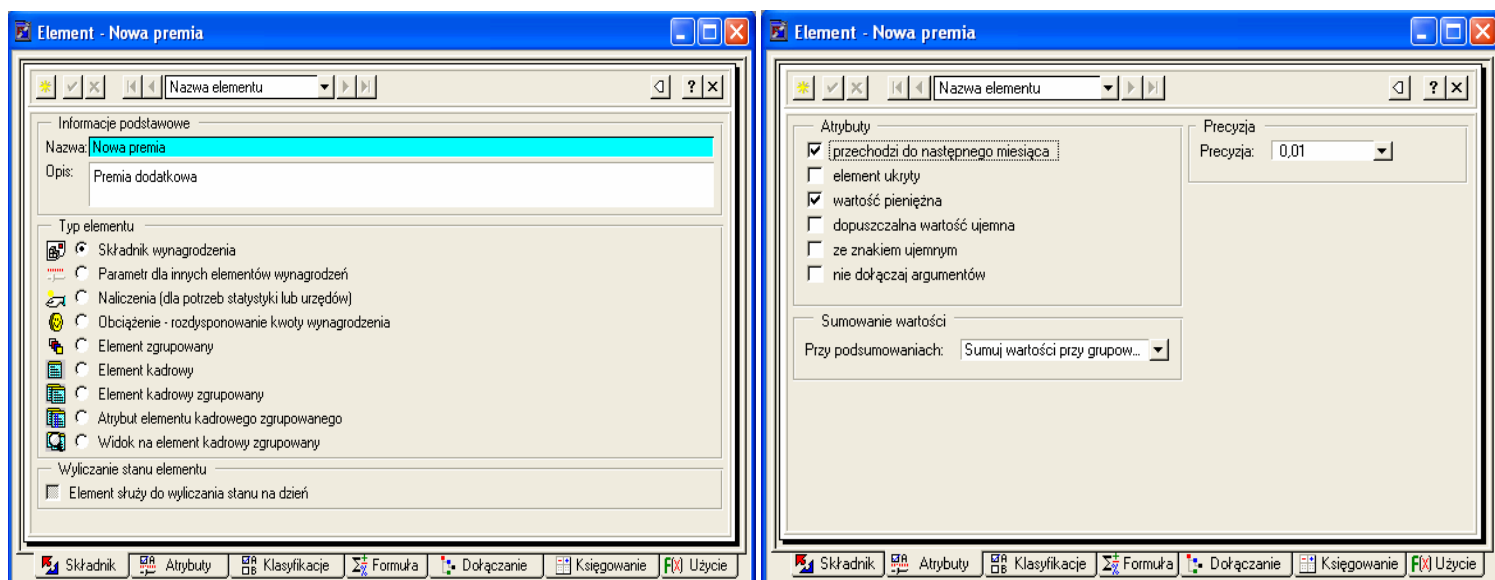 Element - Nowa premia
Nazwa elementu
?
Informacje podstawowe
Nazwa: Nowa premia
Opis: Premia dodatkowa
Typ elementu
Składnik wynagrodzenia
Parametr dla innych elementów wynagrodzeń
Naliczenia (dla potrzeb statystyki lub urzędów)
Obciążenie - rozdysponowanie kwoty wynagrodzenia
Element zgrupowany
Element kadrowy
Element kadrowy zgrupowany
Atrybut elementu kadrowego zgrupowanego
Widok na element kadrowy zgrupowany
Wyliczanie stanu elementu
Element służy do wyliczania stanu na dzień
Składnik Atrybuty Klasyfikacje Formuła Dołączanie Księgowanie F(X) Użycie
Element - Nowa premia
Nazwa elementu
?
Atrybuty
przechodzi do następnego miesiąca
element ukryty
wartość pieniężna
dopuszczalna wartość ujemna
ze znakiem ujemnym
nie dołączaj argumentów
Precyzja
Precyzja: 0,01
Sumowanie wartości
Przy podsumowaniach: Sumuj wartości przy grupow...
Składnik Atrybuty Klasyfikacje Formuła Dołączanie Księgowanie F(X) Użycie